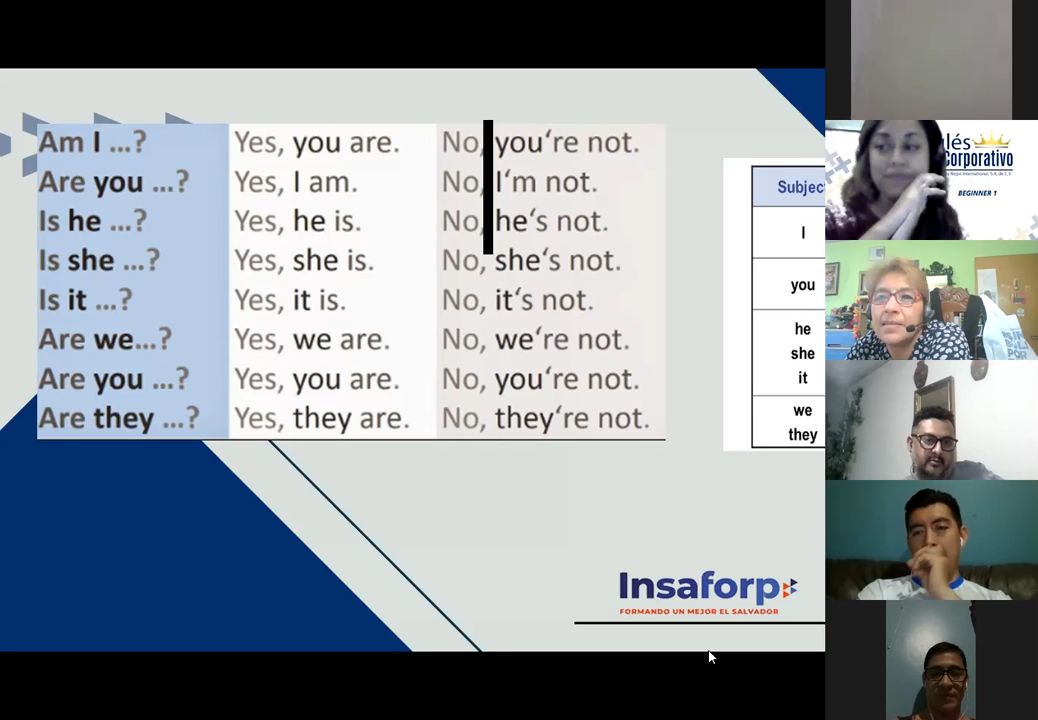 Am I ...? Yes, you are. No, you‘re not.
Are you ...? Yes, I am. No, I‘m not.
Is he ...? Yes, he is. No, he‘s not.
Is she ...? Yes, she is. No, she‘s not.
Is it ...? Yes, it is. No, it‘s not.
Are we...? Yes, we are. No, we‘re not.
Are you ...? Yes, you are. No, you‘re not.
Are they ...? Yes, they are. No, they‘re not.
Subject
I
you
he
she
it
we
they
Insaforp
FORMANDO UN MEJOR EL SALVADOR
lés
orporativo
BEGINNER 1